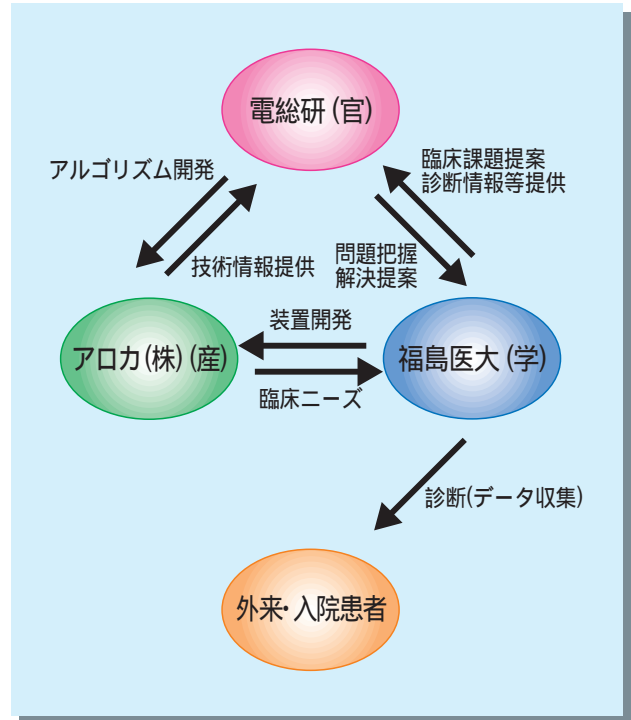 電総研(官)
アルゴリズム開発
臨床課題提案
診断情報等提供
技術情報提供
問題把握
解決提案
装置開発
アロカ(株)(産)
福島医大(学)
臨床ニーズ
診断(データ収集)
外来・入院患者